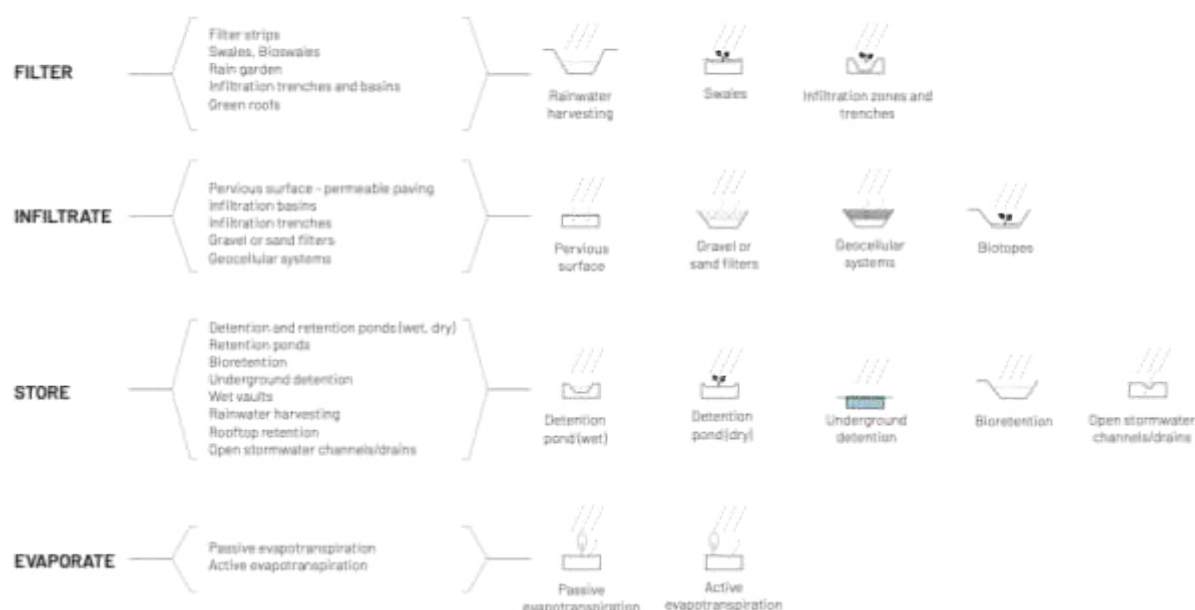 FILTER
Filter strips
Swales, Bioswales
Rain garden
Infiltration trenches and basins
Green roofs
Rainwater
harvesting
Swales
Infiltration zones and
trenches
INFILTRATE
Pervious surface - permeable paving
Infiltration basins
Infiltration trenches
Gravel or sand filters
Geocellular systems
Pervious
surface
Gravel or
sand filters
Geocellular
systems
Biotopes
STORE
Detention and retention ponds (wet, dry)
Retention ponds
Bioretention
Underground detention
Wet vaults
Rainwater harvesting
Rooftop retention
Open stormwater channels/drains
Detention
pond (wet)
Detention
pond (dry)
Underground
detention
Bioretention
Open stormwater
channels/drains
EVAPORATE
Passive evapotranspiration
Active evapotranspiration
Passive
evapotranspiration
Active
evapotranspiration